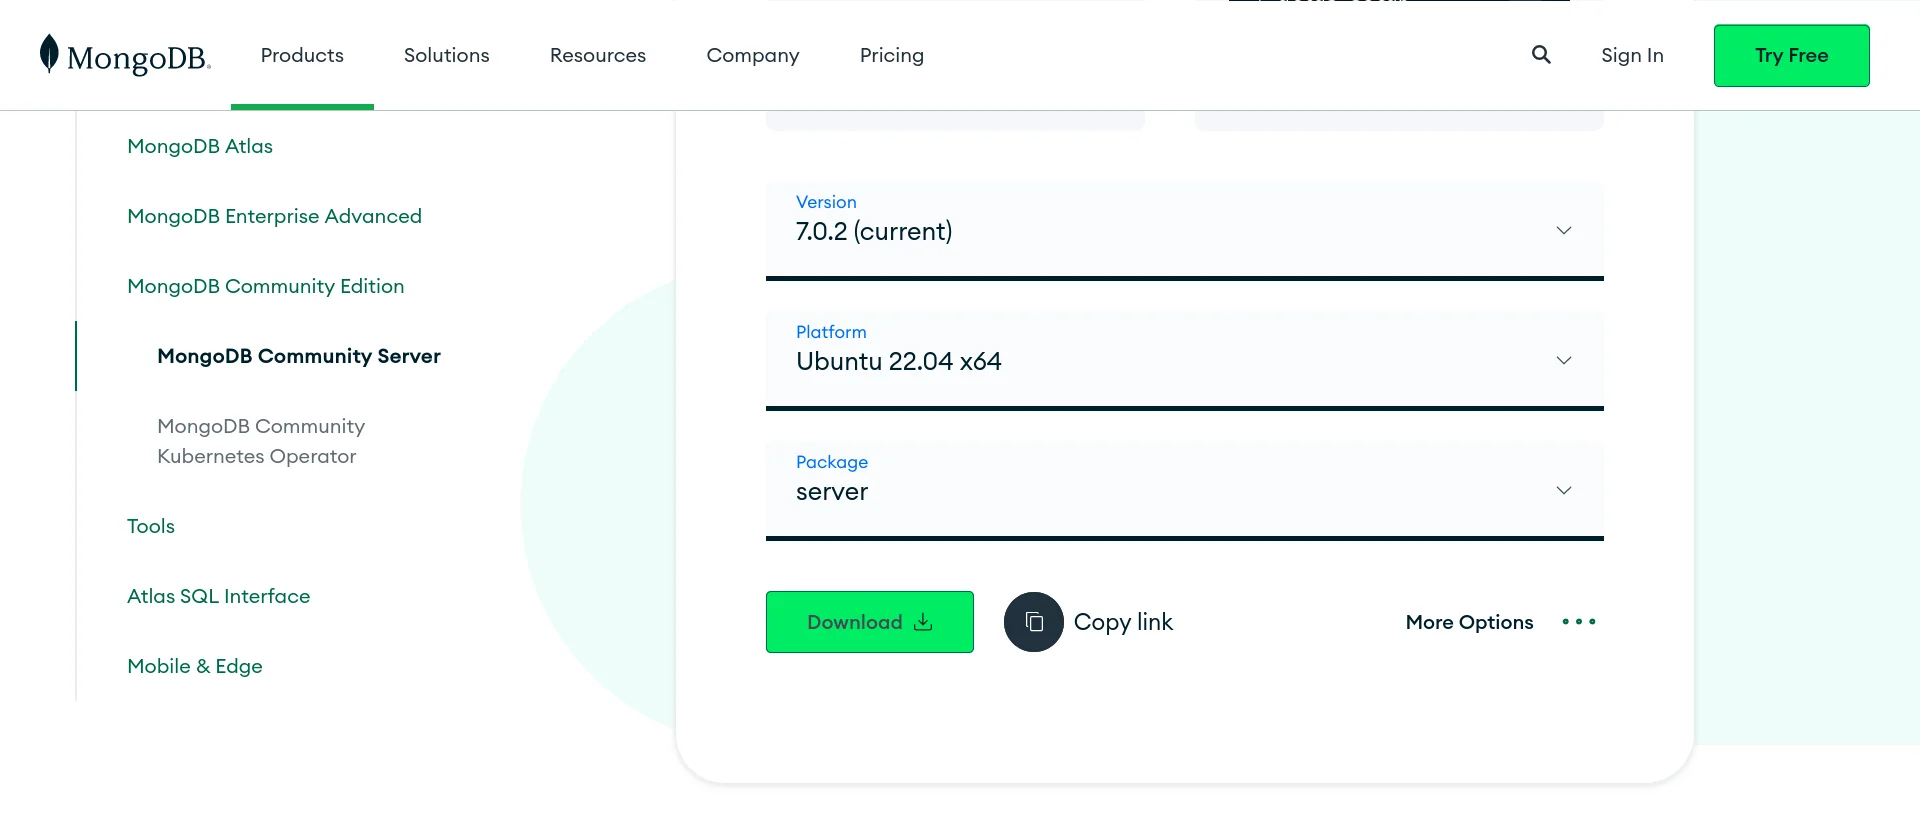 MongoDB.
Products
Solutions
Resources
Company
Pricing
Sign In
Try Free
MongoDB Atlas
MongoDB Enterprise Advanced
MongoDB Community Edition
MongoDB Community Server
MongoDB Community
Kubernetes Operator
Tools
Atlas SQL Interface
Mobile & Edge
Version
7.0.2 (current)
Platform
Ubuntu 22.04 x64
Package
server
Download
Copy link
More Options